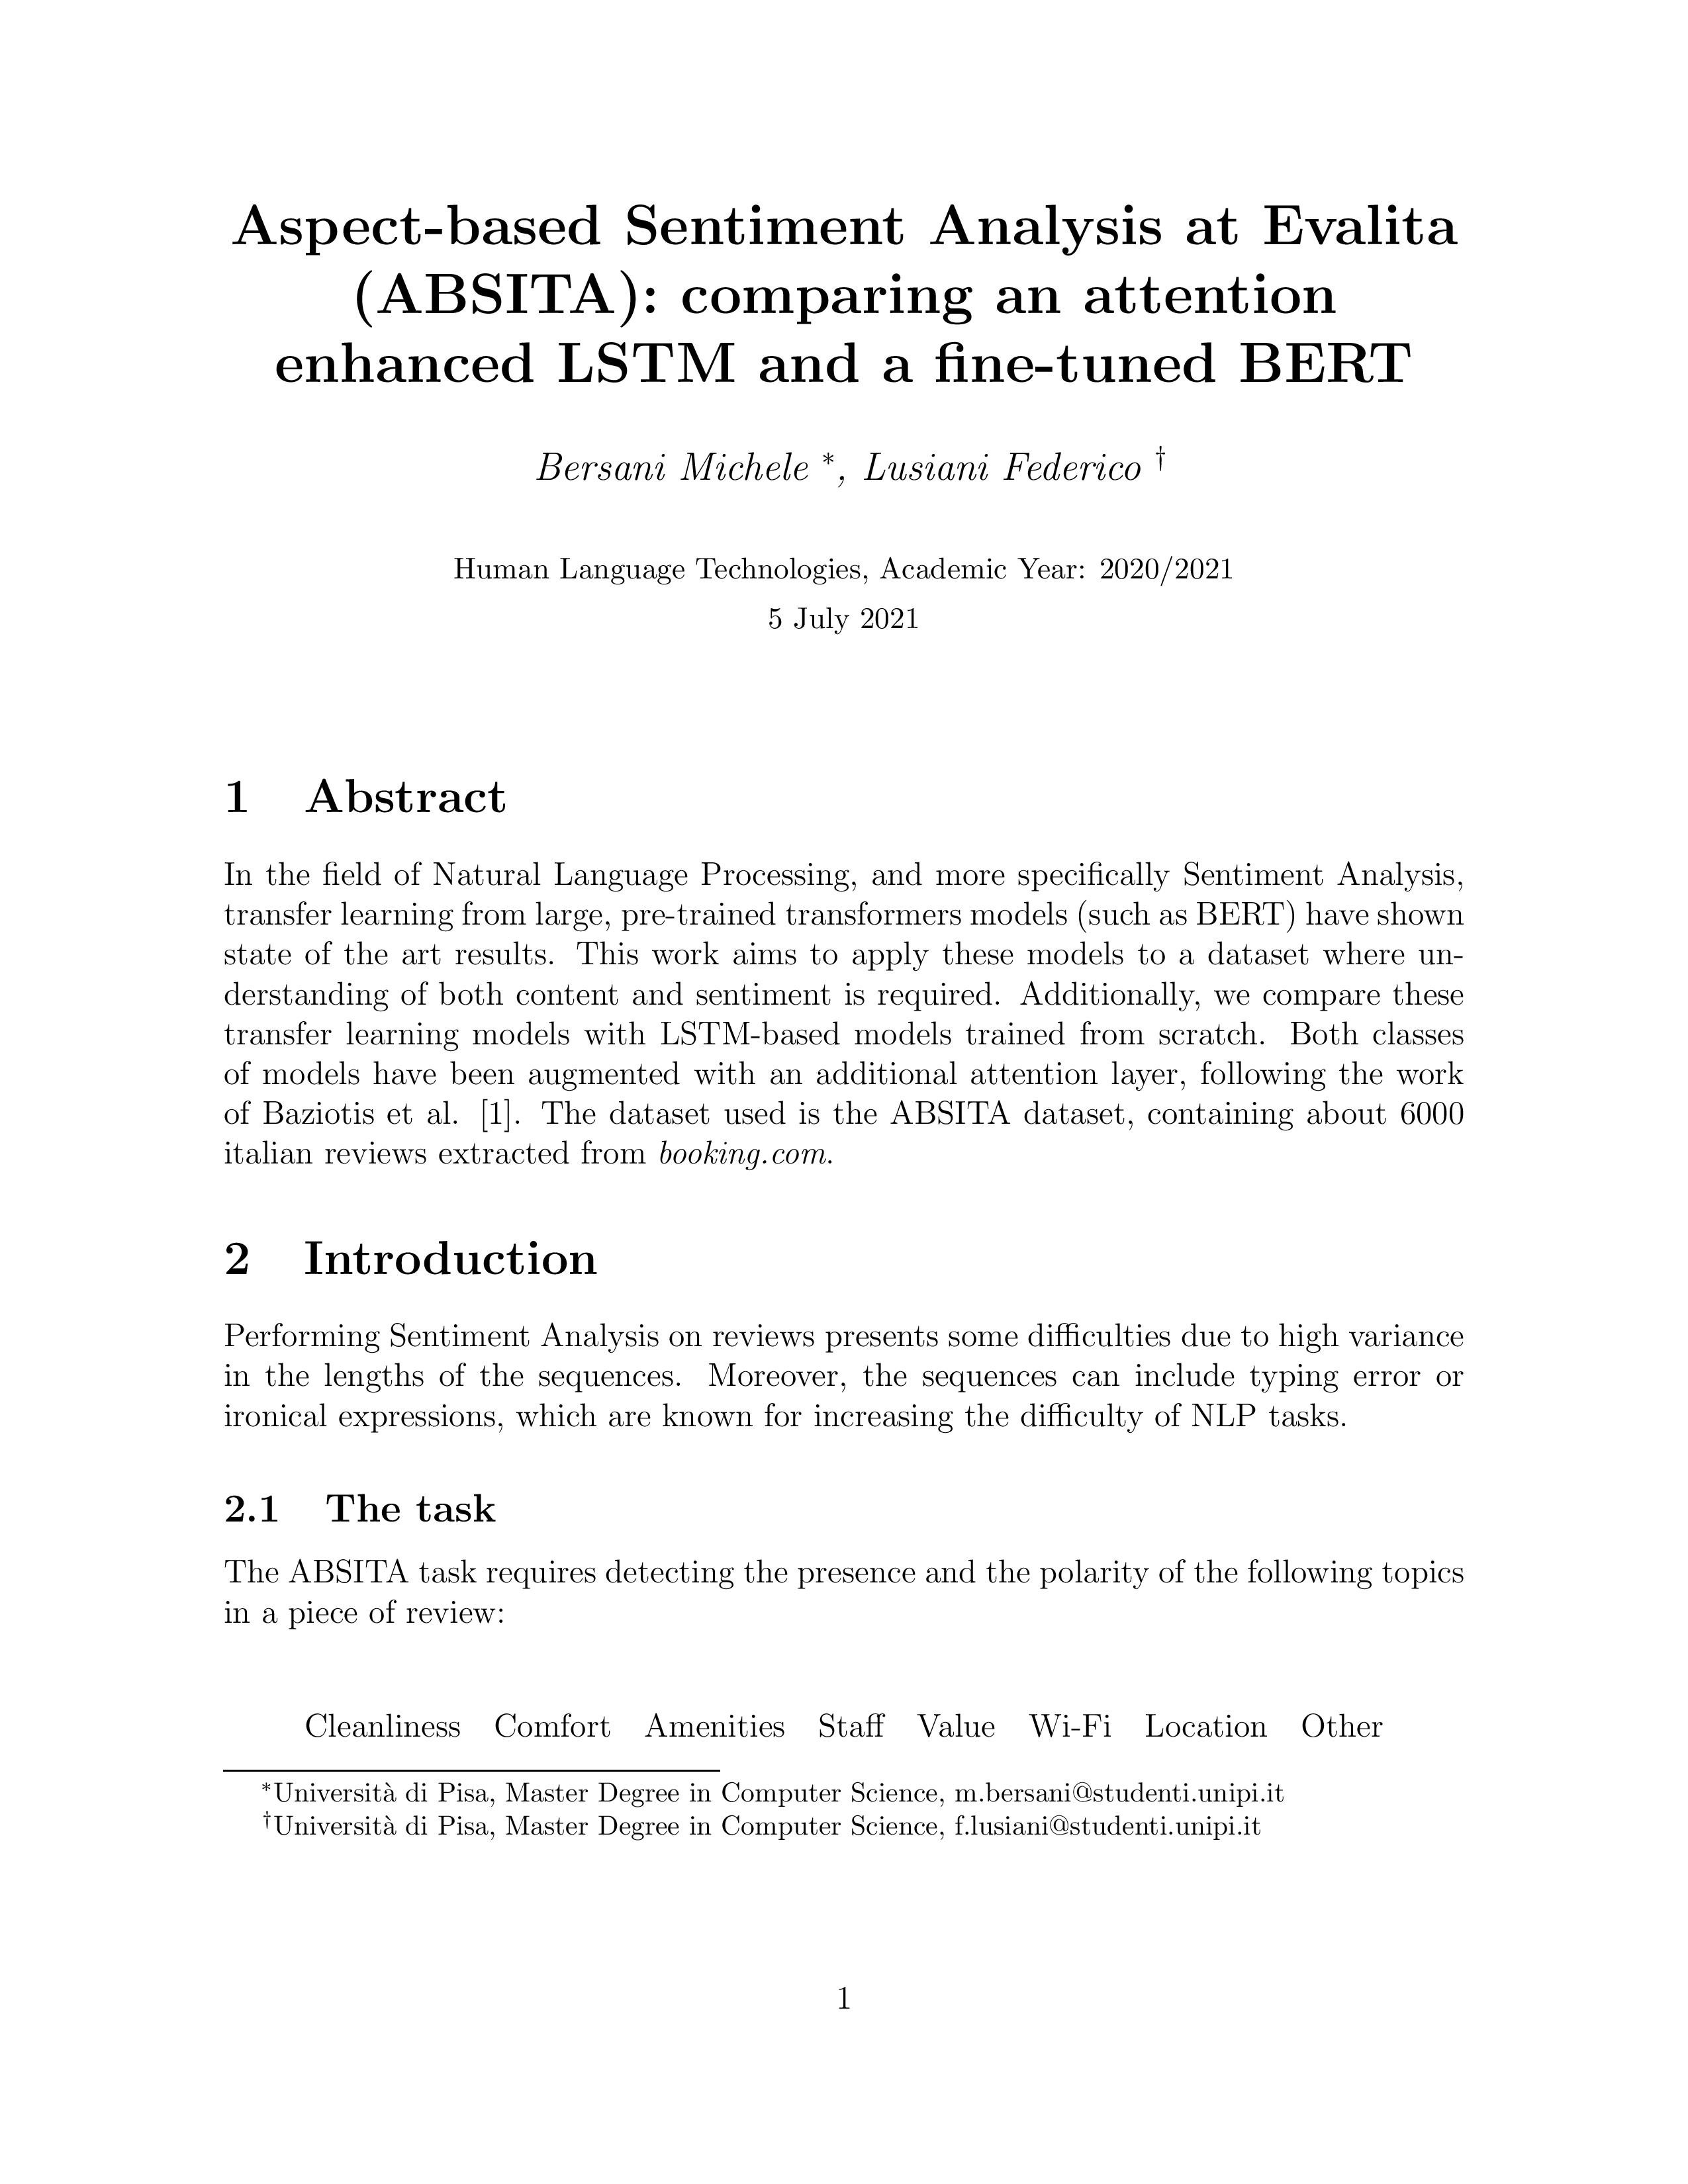 Aspect-based Sentiment Analysis at Evalita
(ABSITA): comparing an attention
enhanced LSTM and a fine-tuned BERT
Bersani Michele *, Lusiani Federico †
Human Language Technologies, Academic Year: 2020/2021
5 July 2021
1 Abstract
In the field of Natural Language Processing, and more specifically Sentiment Analysis,
transfer learning from large, pre-trained transformers models (such as BERT) have shown
state of the art results. This work aims to apply these models to a dataset where un-
derstanding of both content and sentiment is required. Additionally, we compare these
transfer learning models with LSTM-based models trained from scratch. Both classes
of models have been augmented with an additional attention layer, following the work
of Baziotis et al. [1]. The dataset used is the ABSITA dataset, containing about 6000
italian reviews extracted from booking.com.
2 Introduction
Performing Sentiment Analysis on reviews presents some difficulties due to high variance
in the lengths of the sequences. Moreover, the sequences can include typing error or
ironical expressions, which are known for increasing the difficulty of NLP tasks.
2.1 The task
The ABSITA task requires detecting the presence and the polarity of the following topics
in a piece of review:
Cleanliness Comfort Amenities Staff Value Wi-Fi Location Other
*Università di Pisa, Master Degree in Computer Science, m.bersani@studenti.unipi.it
†Università di Pisa, Master Degree in Computer Science, f.lusiani@studenti.unipi.it
1